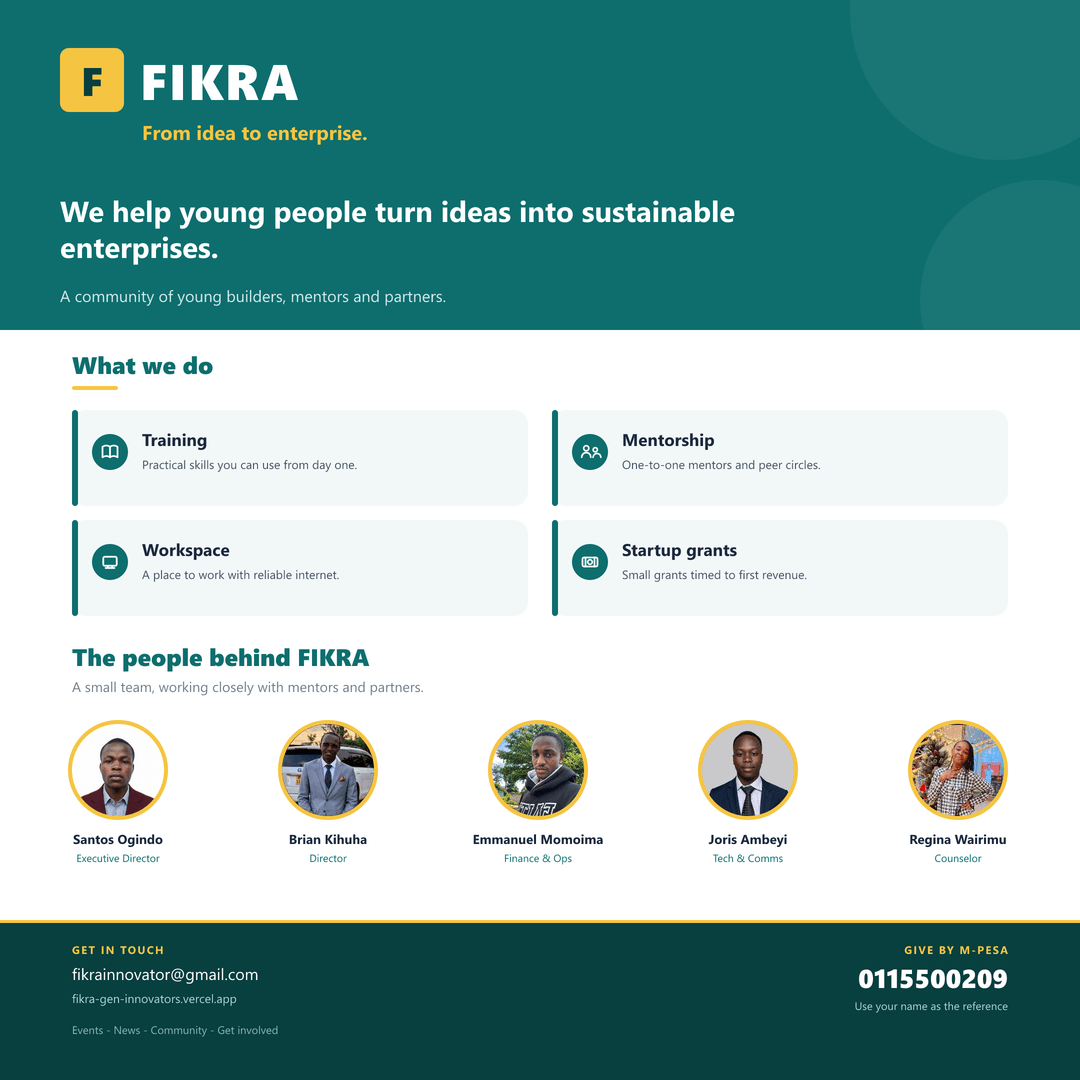 F
FIKRA
From idea to enterprise.
We help young people turn ideas into sustainable
enterprises.
A community of young builders, mentors and partners.
What we do
Training
Practical skills you can use from day one.
Mentorship
One-to-one mentors and peer circles.
Workspace
A place to work with reliable internet.
Startup grants
Small grants timed to first revenue.
The people behind FIKRA
A small team, working closely with mentors and partners.
Santos Ogindo
Executive Director
Brian Kihuha
Director
Emmanuel Momoima
Finance & Ops
Joris Ambeyi
Tech & Comms
Regina Wairimu
Counselor
GET IN TOUCH
fikrainnovator@gmail.com
fikra-gen-innovators.vercel.app
Events - News - Community - Get involved
GIVE BY M-PESA
0115500209
Use your name as the reference